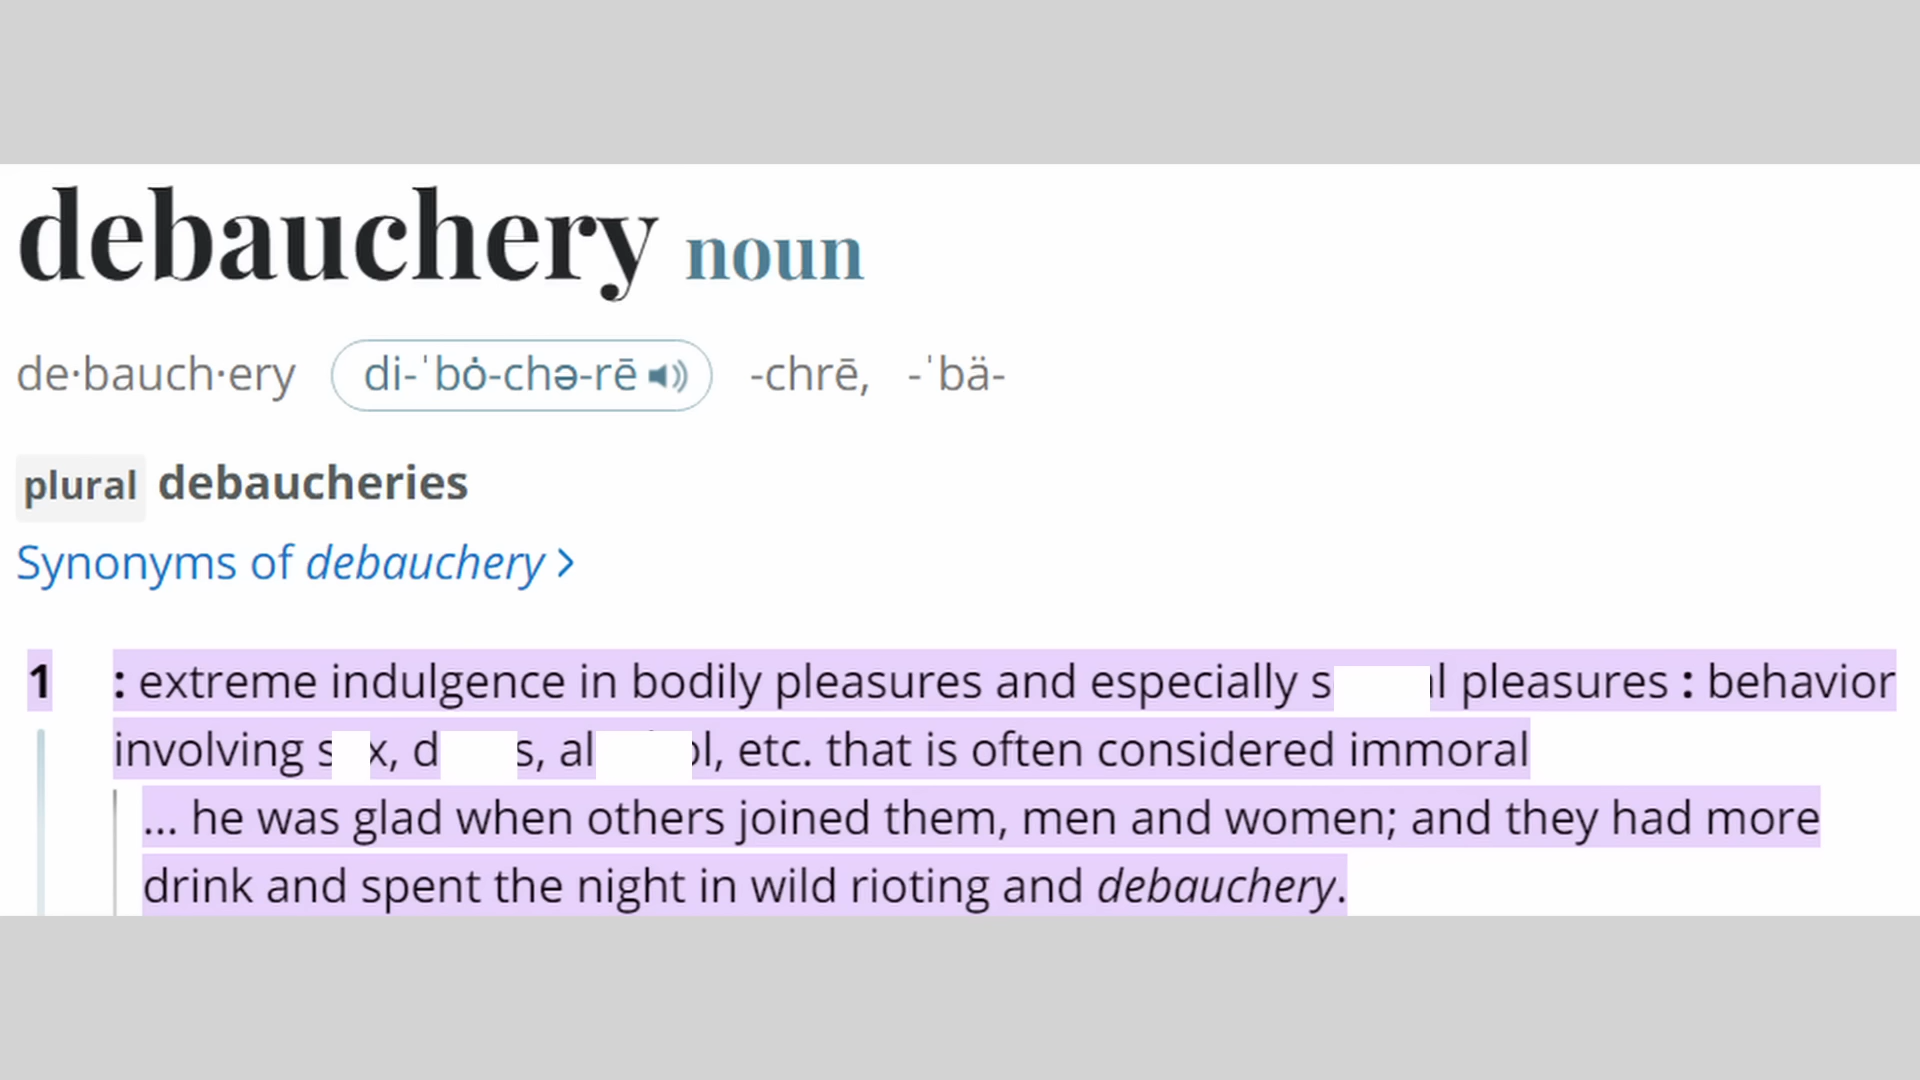 debauchery noun
de·bauch·ery di-ˈbȯ-chə-rē -chrē, -ˈbä-
plural debaucheries
Synonyms of debauchery >
1 : extreme indulgence in bodily pleasures and especially s l pleasures : behavior
involving s x, d s, al ol, etc. that is often considered immoral
... he was glad when others joined them, men and women; and they had more
drink and spent the night in wild rioting and debauchery.